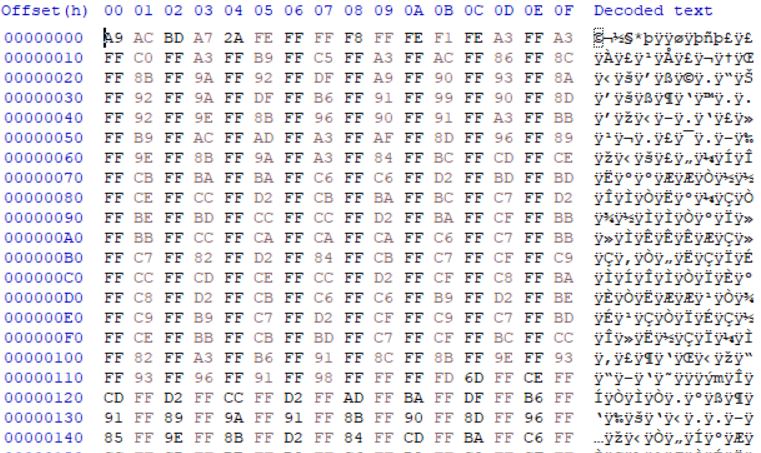 Offset(h) 00 01 02 03 04 05 06 07 08 09 0A 0B 0C 0D 0E 0F Decoded text
00000000 A9 AC BD A7 2A FE FF FF F8 FF FE F1 FE A3 FF A3 ©¬½§*þÿÿøÿþñþ£ÿ£
00000010 FF C0 FF A3 FF B9 FF C5 FF A3 FF AC FF 86 FF 8C ÿÀÿ£ÿ¹ÿÅÿ£ÿ¬ÿ†ÿŒ
00000020 FF 8B FF 9A FF 92 FF DF FF A9 FF 90 FF 93 FF 8A ÿ‹ÿšÿ’ÿßÿ©ÿ.ÿ“ÿŠ
00000030 FF 92 FF 9A FF DF FF B6 FF 91 FF 99 FF 90 FF 8D ÿ’ÿšÿßÿ¶ÿ‘ÿ™ÿ.ÿ.
00000040 FF 92 FF 9E FF 8B FF 96 FF 90 FF 91 FF A3 FF BB ÿ’ÿžÿ‹ÿ–ÿ.ÿ‘ÿ£ÿ»
00000050 FF B9 FF AC FF AD FF A3 FF AF FF 8D FF 96 FF 89 ÿ¹ÿ¬ÿ.ÿ£ÿ¯ÿ.ÿ–ÿ‰
00000060 FF 9E FF 8B FF 9A FF A3 FF 84 FF BC FF CD FF CE ÿžÿ‹ÿšÿ£ÿ„ÿ¼ÿÍÿÎ
00000070 FF CB FF BA FF BA FF C6 FF C6 FF D2 FF BD FF BD ÿËÿºÿºÿÆÿÆÿÒÿ½ÿ½
00000080 FF CE FF CC FF D2 FF CB FF BA FF BC FF C7 FF D2 ÿÎÿÌÿÒÿËÿºÿ¼ÿÇÿÒ
00000090 FF BE FF BD FF CC FF CC FF D2 FF BA FF CF FF BB ÿ¾ÿ½ÿÌÿÌÿÒÿºÿÏÿ»
000000A0 FF BB FF CC FF CA FF CA FF CA FF C6 FF C7 FF BB ÿ»ÿÌÿÊÿÊÿÊÿÆÿÇÿ»
000000B0 FF C7 FF 82 FF D2 FF 84 FF CB FF C7 FF CF FF C9 ÿÇÿ‚ÿÒÿ„ÿËÿÇÿÏÿÉ
000000C0 FF CC FF CD FF CE FF CC FF D2 FF CF FF C8 FF BA ÿÌÿÍÿÎÿÌÿÒÿÏÿÈÿº
000000D0 FF C8 FF D2 FF CB FF C6 FF C6 FF B9 FF D2 FF BE ÿÈÿÒÿËÿÆÿÆÿ¹ÿÒÿ¾
000000E0 FF C9 FF B9 FF C7 FF D2 FF CF FF C9 FF C7 FF BD ÿÉÿ¹ÿÇÿÒÿÏÿÉÿÇÿ½
000000F0 FF CE FF BB FF CB FF BD FF C7 FF CF FF BC FF CC ÿÎÿ»ÿËÿ½ÿÇÿÏÿ¼ÿÌ
00000100 FF 82 FF A3 FF B6 FF 91 FF 8C FF 8B FF 9E FF 93 ÿ‚ÿ£ÿ¶ÿ‘ÿŒÿ‹ÿžÿ“
00000110 FF 93 FF 96 FF 91 FF 98 FF FF FF FD 6D FF CE FF ÿ“ÿ–ÿ‘ÿ˜ÿÿÿýmÿÎÿ
00000120 CD FF D2 FF CC FF D2 FF AD FF BA FF DF FF B6 FF ÍÿÒÿÌÿÒÿ.ÿºÿßÿ¶ÿ
00000130 91 FF 89 FF 9A FF 91 FF 8B FF 90 FF 8D FF 96 FF ‘ÿ‰ÿšÿ‘ÿ‹ÿ.ÿ.ÿ–ÿ
00000140 85 FF 9E FF 8B FF D2 FF 84 FF CD FF BA FF C6 FF …ÿžÿ‹ÿÒÿ„ÿÍÿºÿÆÿ